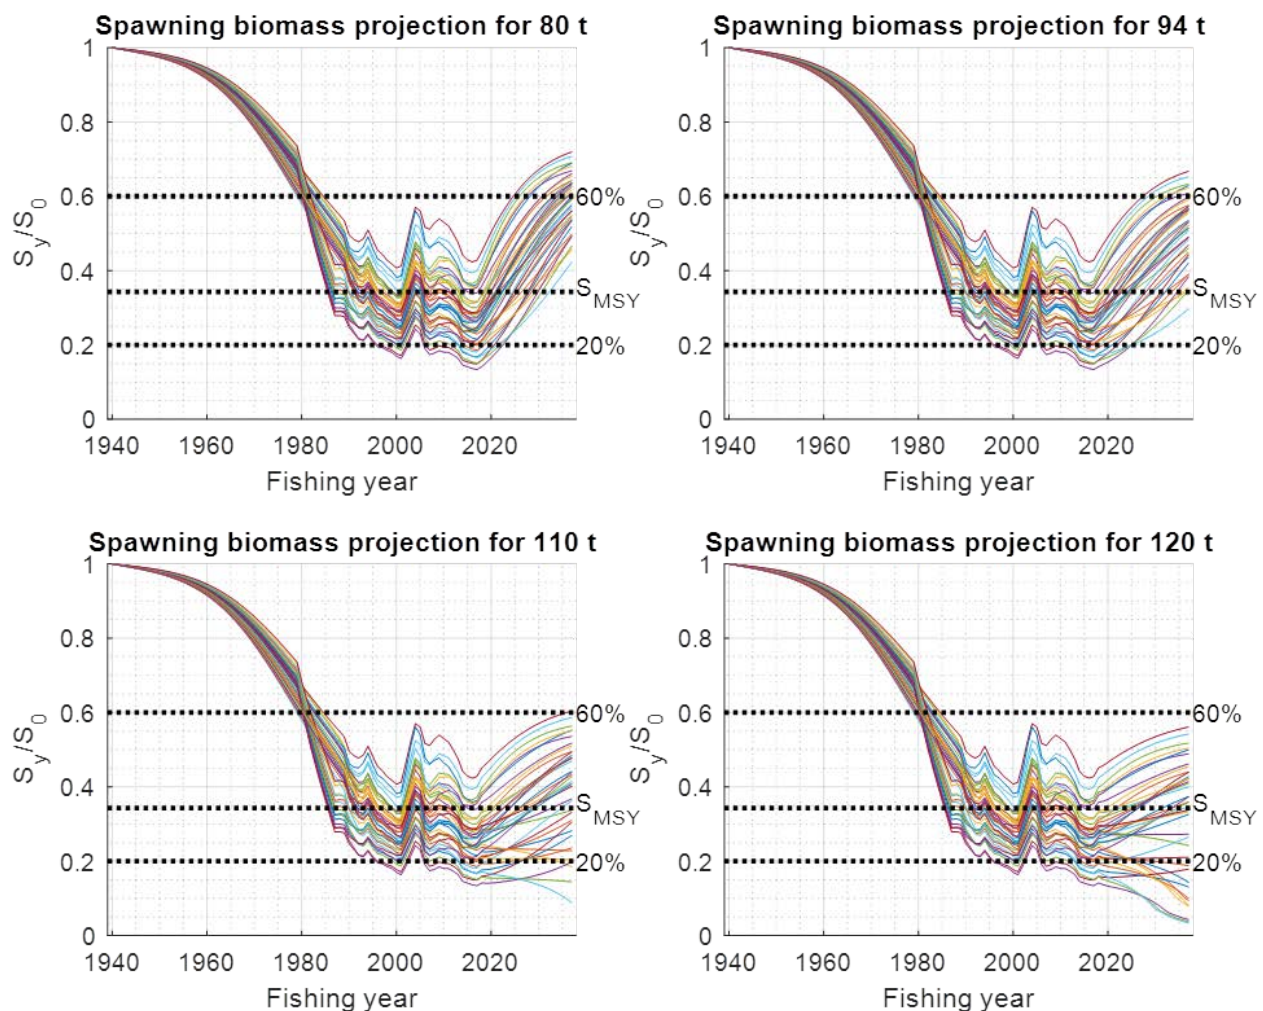 Spawning biomass projection for 80 t
1
0.8
0.6
0.4
0.2
0
S_y/S_0
60%
S_MSY
20%
1940 1960 1980 2000 2020
Fishing year
Spawning biomass projection for 94 t
1
0.8
0.6
0.4
0.2
0
S_y/S_0
60%
S_MSY
20%
1940 1960 1980 2000 2020
Fishing year
Spawning biomass projection for 110 t
1
0.8
0.6
0.4
0.2
0
S_y/S_0
60%
S_MSY
20%
1940 1960 1980 2000 2020
Fishing year
Spawning biomass projection for 120 t
1
0.8
0.6
0.4
0.2
0
S_y/S_0
60%
S_MSY
20%
1940 1960 1980 2000 2020
Fishing year